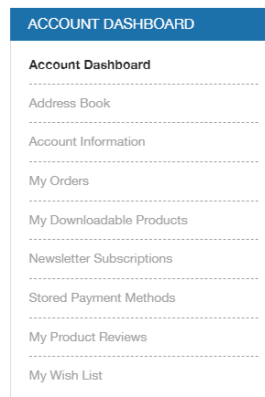 ACCOUNT DASHBOARD
Account Dashboard
Address Book
Account Information
My Orders
My Downloadable Products
Newsletter Subscriptions
Stored Payment Methods
My Product Reviews
My Wish List